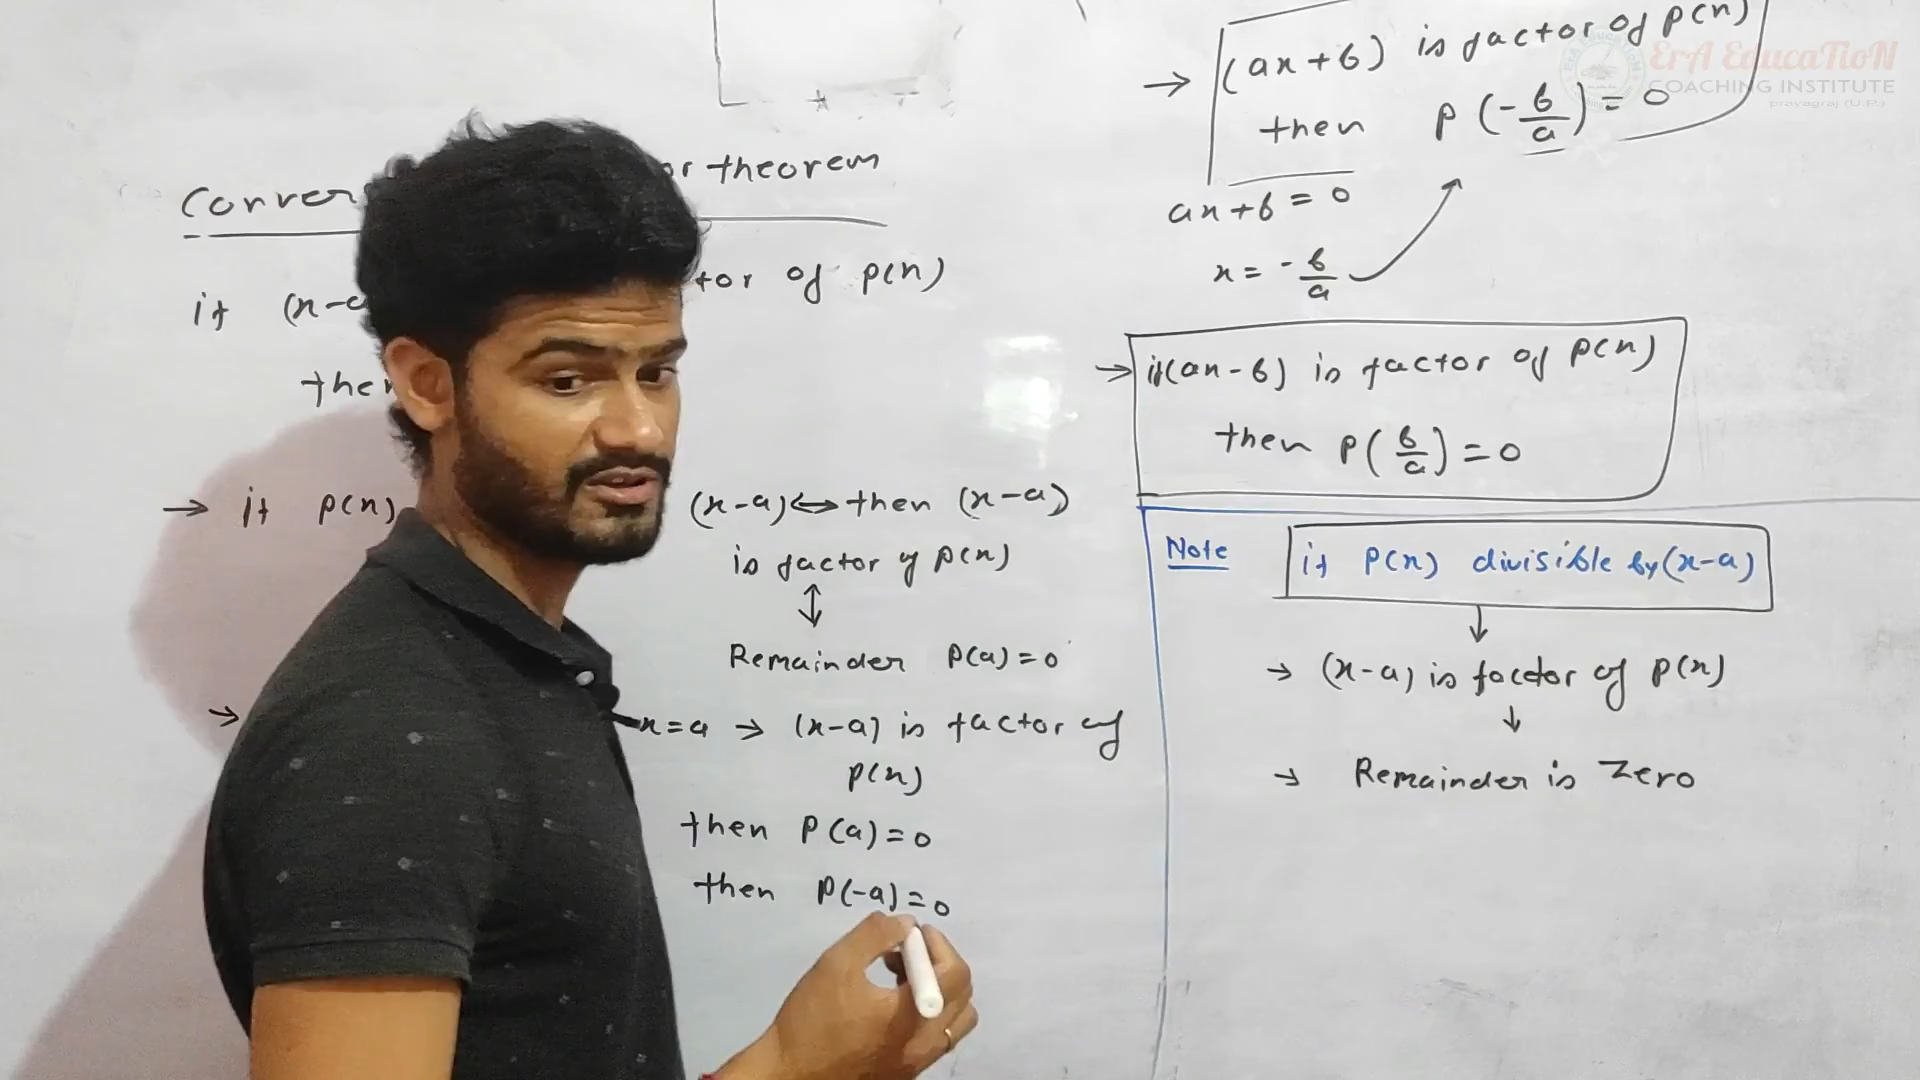 or theorem
tor of p(x)
if (x-a
then
→ if p(x) (x-a) ↔ then (x-a)
is factor of p(x)
↕
Remainder p(a) = 0
→ x=a → (x-a) is factor of
p(x)
then p(a) = 0
then p(-a) = 0
→ (ax+b) is factor of p(x)
then p(-b/a) = 0
ax+b = 0
x = -b/a
→ if (ax-b) is factor of p(x)
then p(b/a) = 0
Note if P(x) divisible by (x-a)
↓
→ (x-a) is factor of p(x)
↓
→ Remainder is Zero
ErA EducaTioN
COACHING INSTITUTE
prayagraj (U.P.)